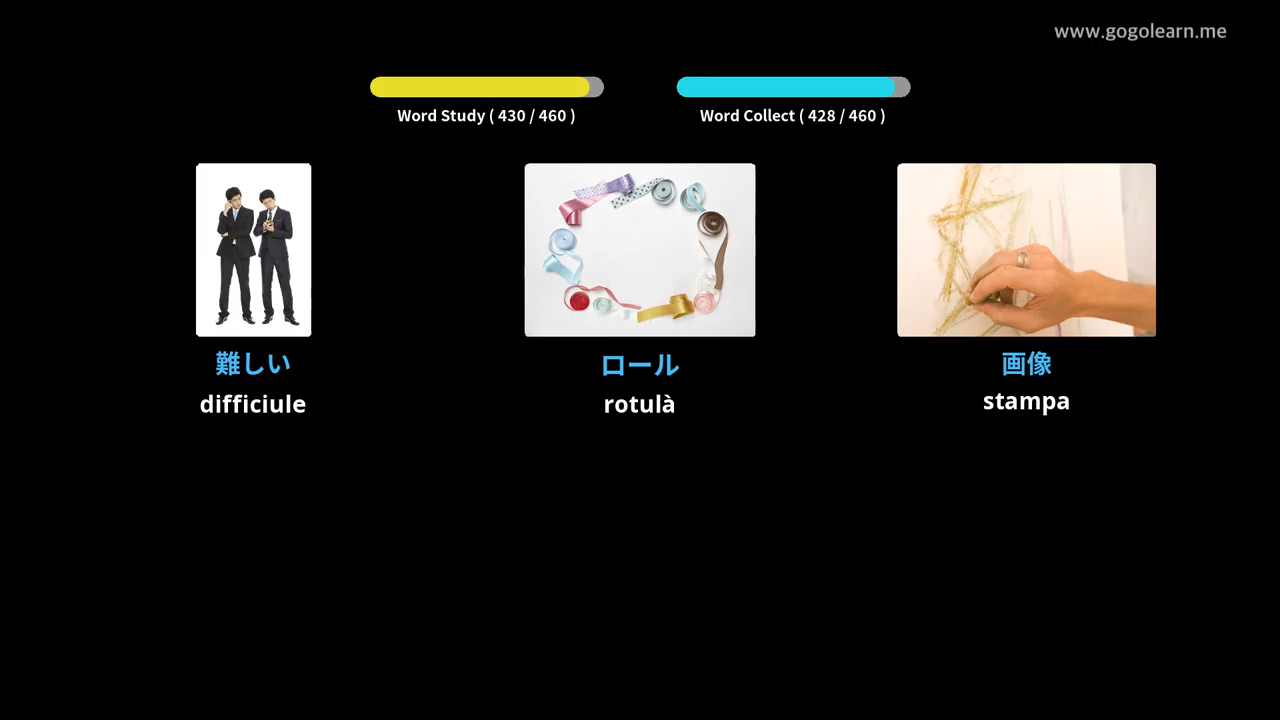 www.gogolearn.me
Word Study ( 430 / 460 )
Word Collect ( 428 / 460 )
難しい
difficiule
ロール
rotulà
画像
stampa